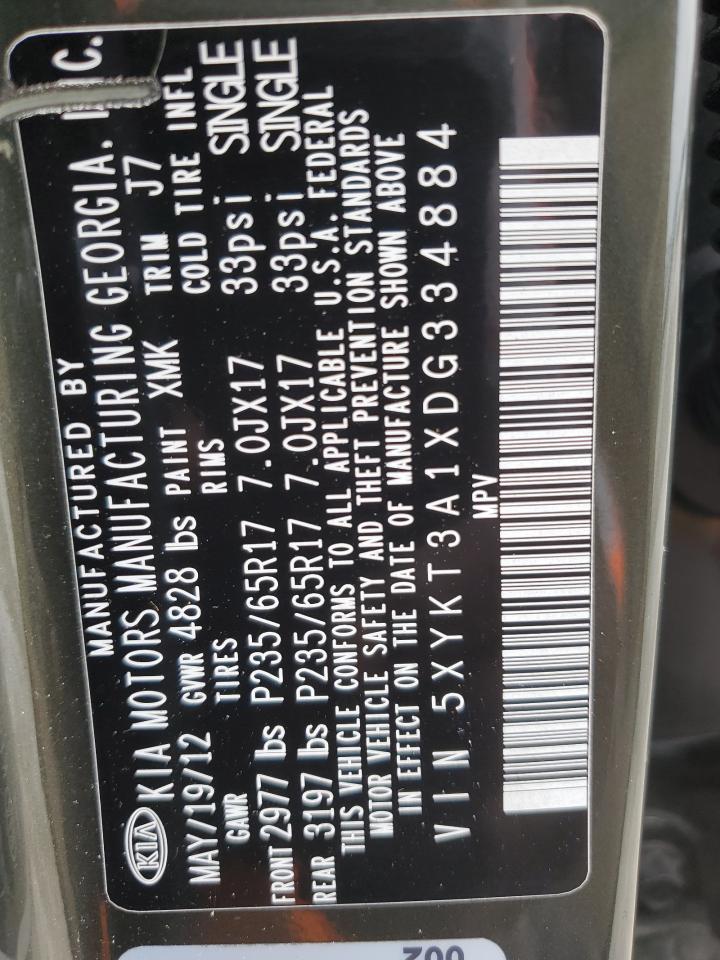 MANUFACTURED BY
KIA KIA MOTORS MANUFACTURING GEORGIA, INC.
MAY/19/12 GVWR 4828 lbs PAINT XMK TRIM J7
GAWR TIRES RIMS COLD TIRE INFL
FRONT 2977 lbs P235/65R17 7.0JX17 33psi SINGLE
REAR 3197 lbs P235/65R17 7.0JX17 33psi SINGLE
THIS VEHICLE CONFORMS TO ALL APPLICABLE U.S.A. FEDERAL
MOTOR VEHICLE SAFETY AND THEFT PREVENTION STANDARDS
IN EFFECT ON THE DATE OF MANUFACTURE SHOWN ABOVE
VIN 5XYKT3A1XDG334884
MPV